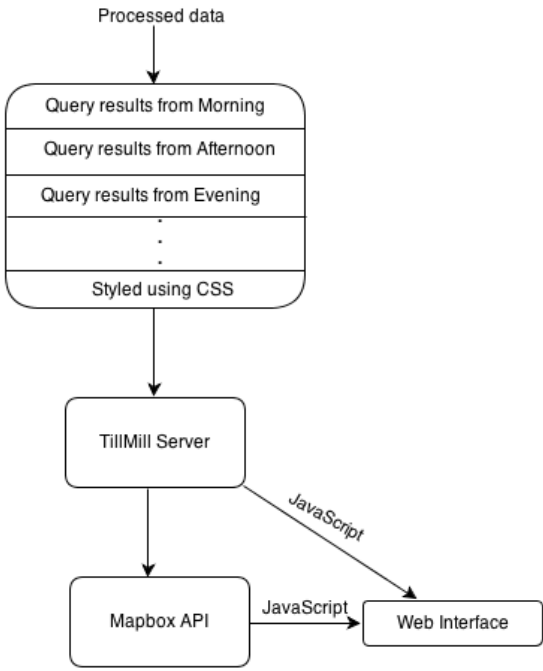 Processed data
Query results from Morning
Query results from Afternoon
Query results from Evening
.
.
.
Styled using CSS
TillMill Server
JavaScript
Mapbox API
JavaScript
Web Interface